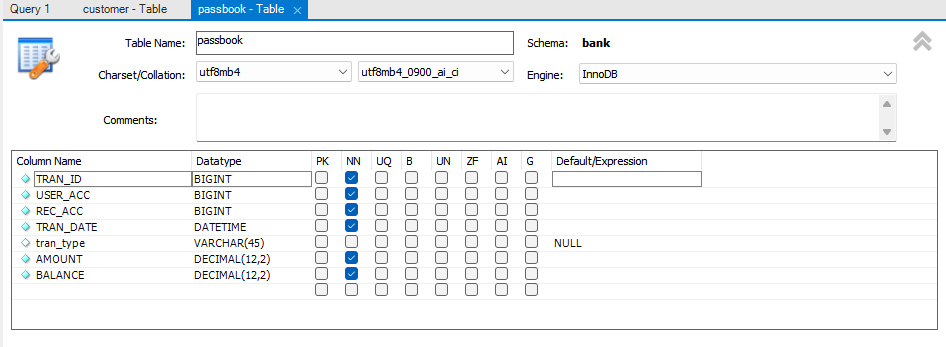 Query 1 customer - Table passbook - Table ×
Table Name: passbook Schema: bank
Charset/Collation: utf8mb4 utf8mb4_0900_ai_ci Engine: InnoDB
Comments:
Column Name Datatype PK NN UQ B UN ZF AI G Default/Expression
TRAN_ID BIGINT
USER_ACC BIGINT
REC_ACC BIGINT
TRAN_DATE DATETIME
tran_type VARCHAR(45) NULL
AMOUNT DECIMAL(12,2)
BALANCE DECIMAL(12,2)